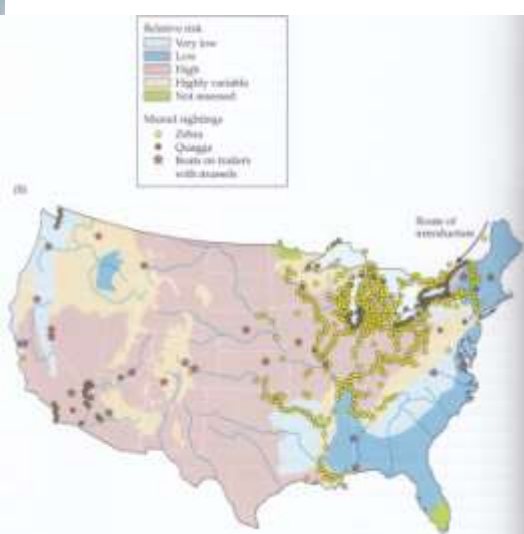 Relative risk
Very low
Low
High
Highly variable
Not assessed
Mussel sightings
Zebra
Quagga
Boats on trailers
with mussels
(B)
Route of
introduction